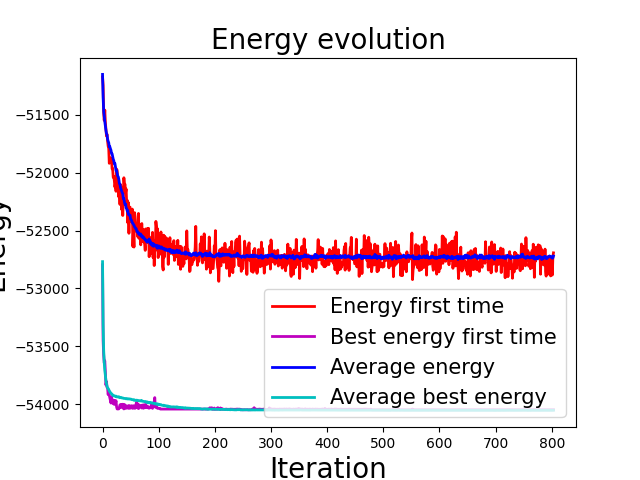 Energy evolution
Energy
−51500
−52000
−52500
−53000
−53500
−54000
Energy first time
Best energy first time
Average energy
Average best energy
0 100 200 300 400 500 600 700 800
Iteration